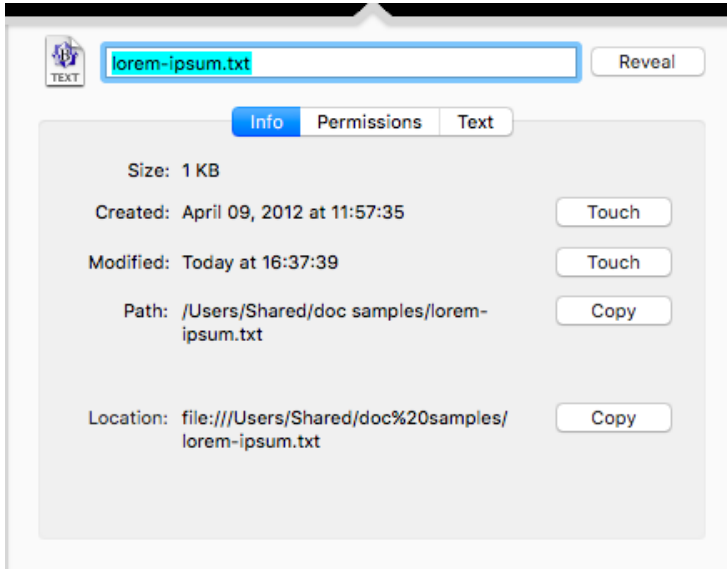 TEXT
lorem-ipsum.txt
Reveal
Info Permissions Text
Size: 1 KB
Created: April 09, 2012 at 11:57:35 Touch
Modified: Today at 16:37:39 Touch
Path: /Users/Shared/doc samples/lorem- Copy
ipsum.txt
Location: file:///Users/Shared/doc%20samples/ Copy
lorem-ipsum.txt